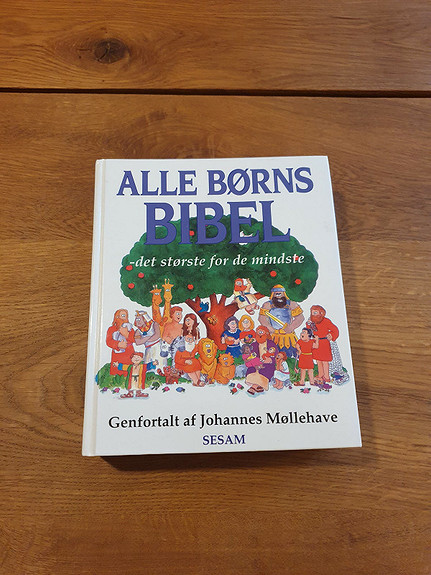 ALLE BØRNS
BIBEL
-det største for de mindste
Genfortalt af Johannes Møllehave
SESAM